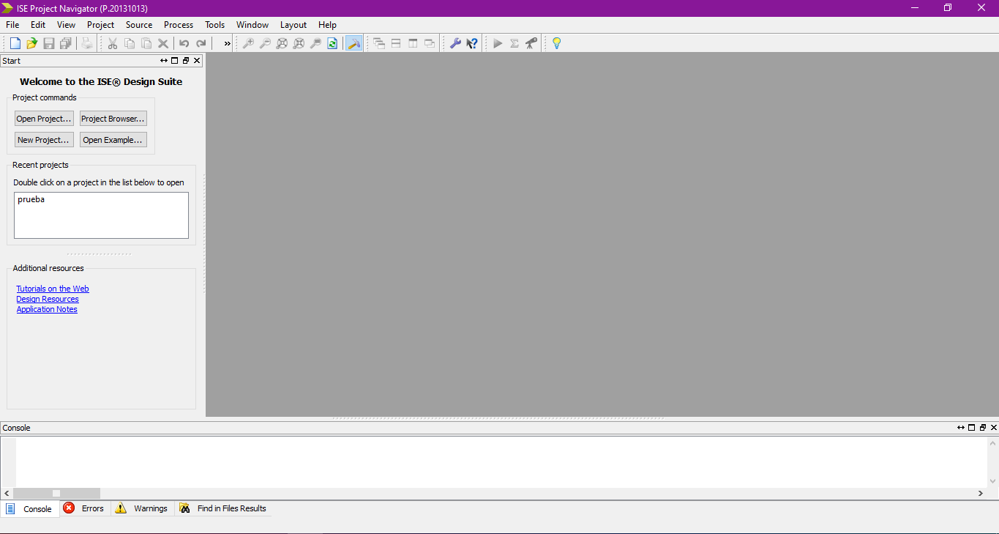 ISE Project Navigator (P.20131013)
File Edit View Project Source Process Tools Window Layout Help
»
Start
Welcome to the ISE® Design Suite
Project commands
Open Project... Project Browser...
New Project... Open Example...
Recent projects
Double click on a project in the list below to open
prueba
Additional resources
Tutorials on the Web
Design Resources
Application Notes
Console
Console Errors Warnings Find in Files Results